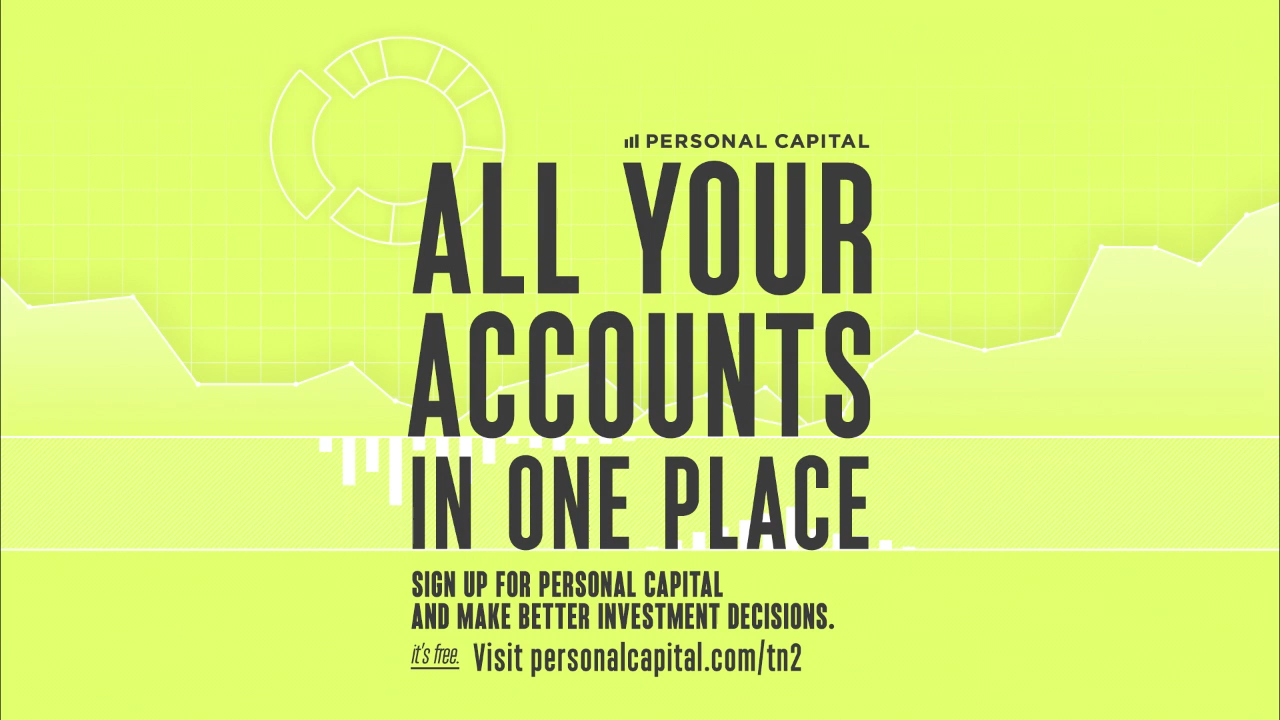 PERSONAL CAPITAL
ALL YOUR
ACCOUNTS
IN ONE PLACE
SIGN UP FOR PERSONAL CAPITAL
AND MAKE BETTER INVESTMENT DECISIONS.
it's free. Visit personalcapital.com/tn2